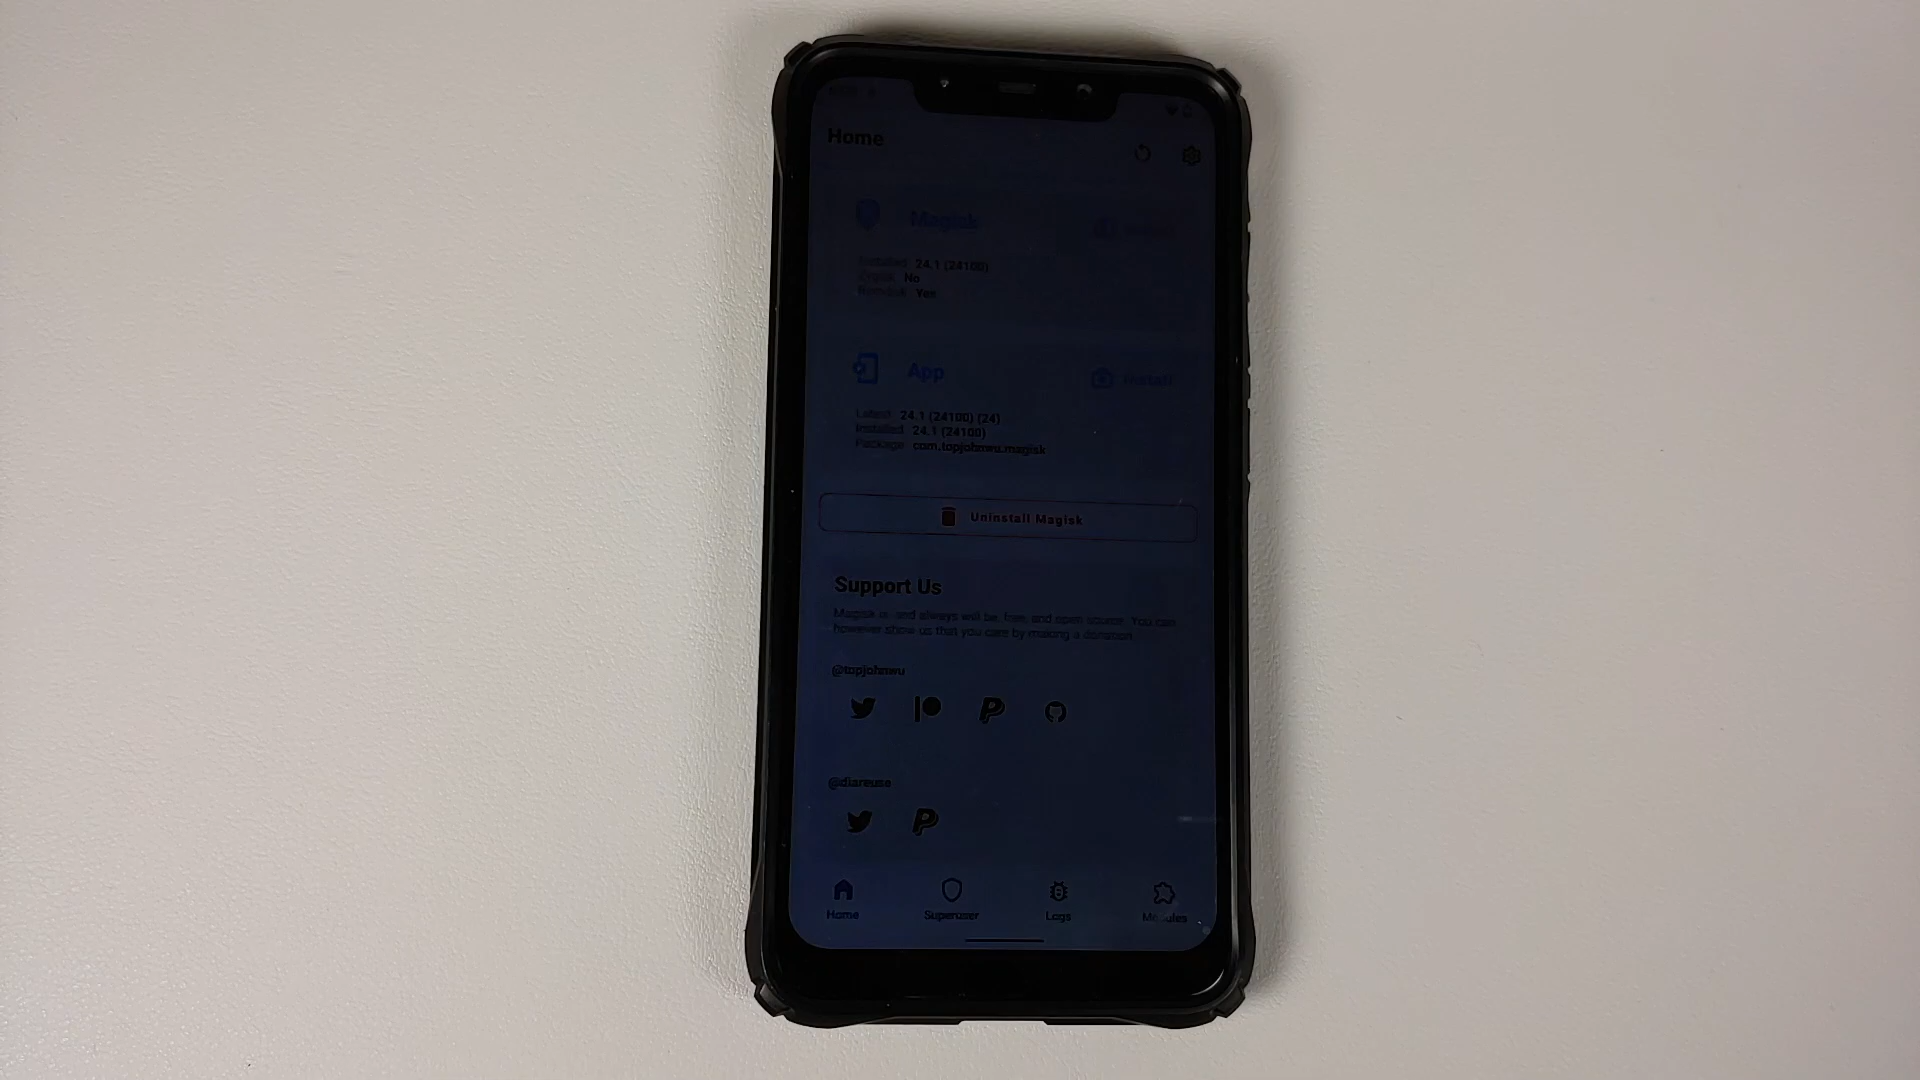 Home
Magisk
Installed 24.1 (24100)
Zygisk No
Ramdisk Yes
App
Latest 24.1 (24100) (24)
Installed 24.1 (24100)
Package com.topjohnwu.magisk
Uninstall Magisk
Support Us
Magisk is, and always will be, free, and open source. You can
however show us that you care by making a donation.
@topjohnwu
@diareuse
Home Superuser Logs Modules